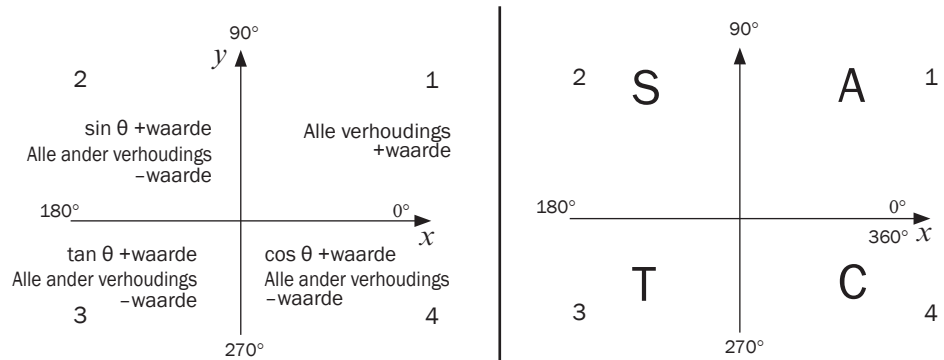 90°
y
2
1
sin θ +waarde
Alle ander verhoudings
–waarde
Alle verhoudings
+waarde
180°
0°
x
tan θ +waarde
Alle ander verhoudings
–waarde
3
cos θ +waarde
Alle ander verhoudings
–waarde
4
270°
90°
2
S
A
1
180°
0°
360° x
T
C
3
4
270°